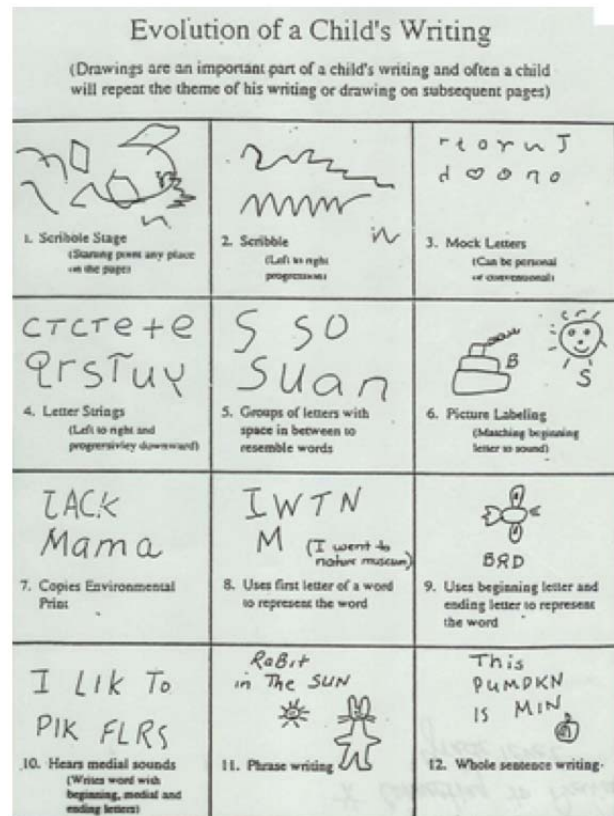 Evolution of a Child's Writing
(Drawings are an important part of a child's writing and often a child
will repeat the theme of his writing or drawing on subsequent pages)
1. Scribole Stage
(Starting point any place
on the page)
2. Scribble
(Left to right
progression)
r t o r u J
d o o n o
3. Mock Letters
(Can be personal
or conventional)
CTCTe+e
QrsTuy
4. Letter Strings
(Left to right and
progressivley downward)
S SO
Suan
5. Groups of letters with
space in between to
resemble words
B
S
6. Picture Labeling
(Matching beginning
letter to sound)
ZACK
Mama
7. Copies Environmental
Print
IWTN
M (I went to
nature museum)
8. Uses first letter of a word
to represent the word
BRD
9. Uses beginning letter and
ending letter to represent
the word
I LIK To
PIK FLRS
10. Hears medial sounds
(Writes word with
beginning, medial and
ending letters)
RaBit
in The SUN
11. Phrase writing
This
PUMPKN
IS MIN.
12. Whole sentence writing